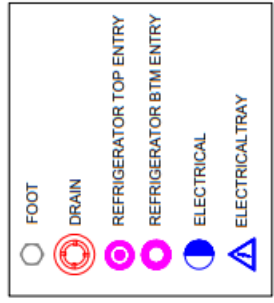 FOOT
DRAIN
REFRIGERATOR TOP ENTRY
REFRIGERATOR BTM ENTRY
ELECTRICAL
ELECTRICALTRAY